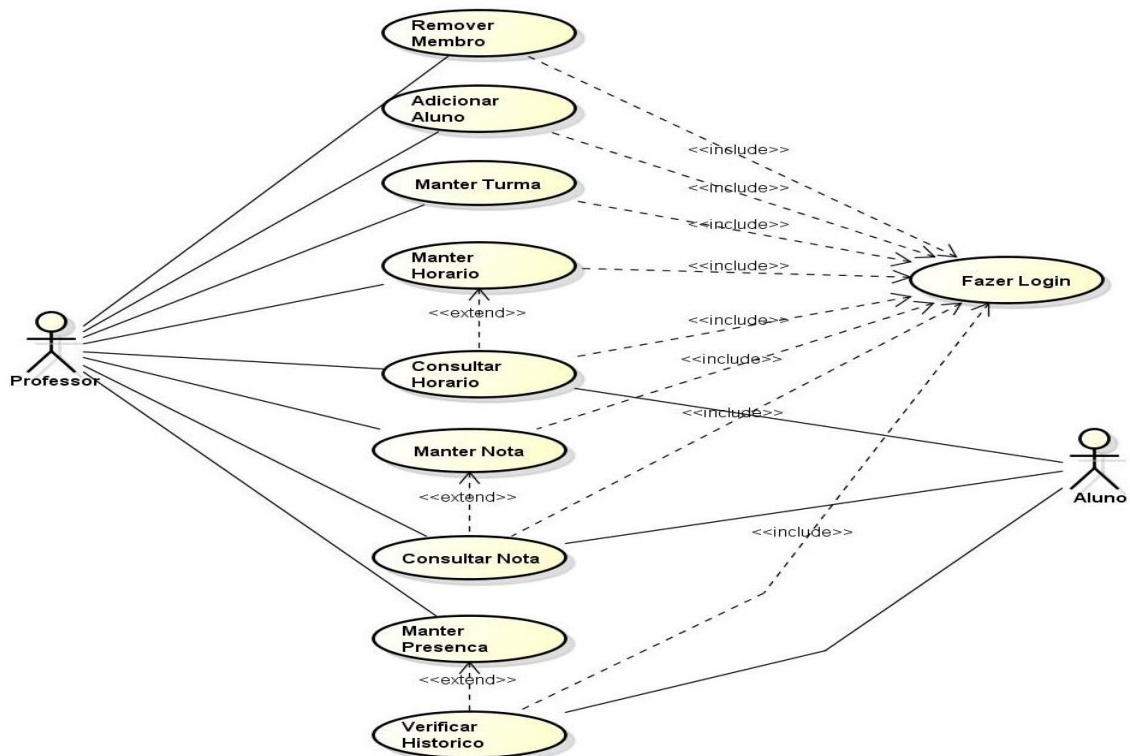 Remover
Membro
Adicionar
Aluno
<<include>>
Manter Turma
<<include>>
<<include>>
Manter
Horario
<<include>>
Fazer Login
<<extend>>
<<include>>
Professor
Consultar
Horario
<<include>>
<<include>>
Manter Nota
<<extend>>
Aluno
<<include>>
Consultar Nota
Manter
Presenca
<<extend>>
Verificar
Historico